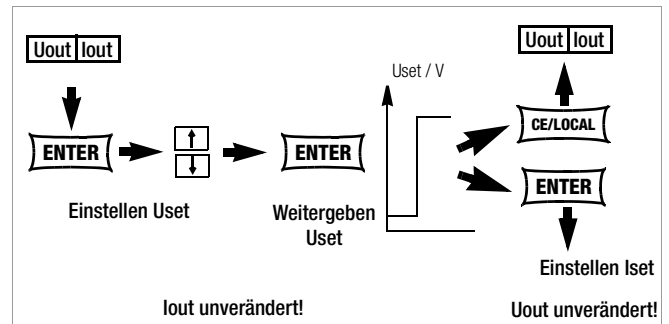 Uout Iout
ENTER
Einstellen Uset
ENTER
Weitergeben
Uset
Uset / V
Uout Iout
CE/LOCAL
ENTER
Einstellen Iset
Iout unverändert!
Uout unverändert!